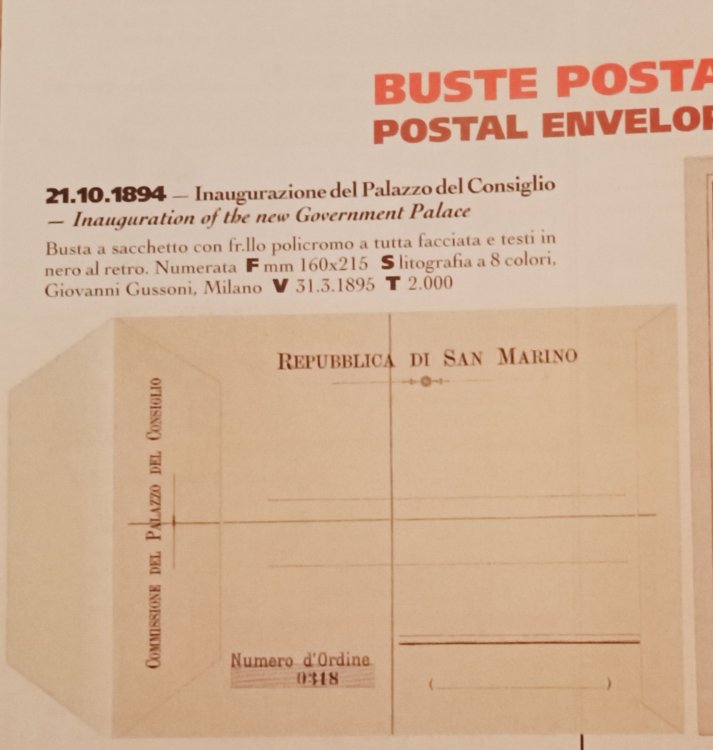 BUSTE POSTA
POSTAL ENVELOP
21.10.1894 — Inaugurazione del Palazzo del Consiglio
— Inauguration of the new Government Palace
Busta a sacchetto con fr.llo policromo a tutta facciata e testi in
nero al retro. Numerata F mm 160x215 S litografia a 8 colori,
Giovanni Gussoni, Milano V 31.3.1895 T 2.000
REPUBBLICA DI SAN MARINO
COMMISSIONE DEL PALAZZO DEL CONSIGLIO
Numero d'Ordine
0318
( )